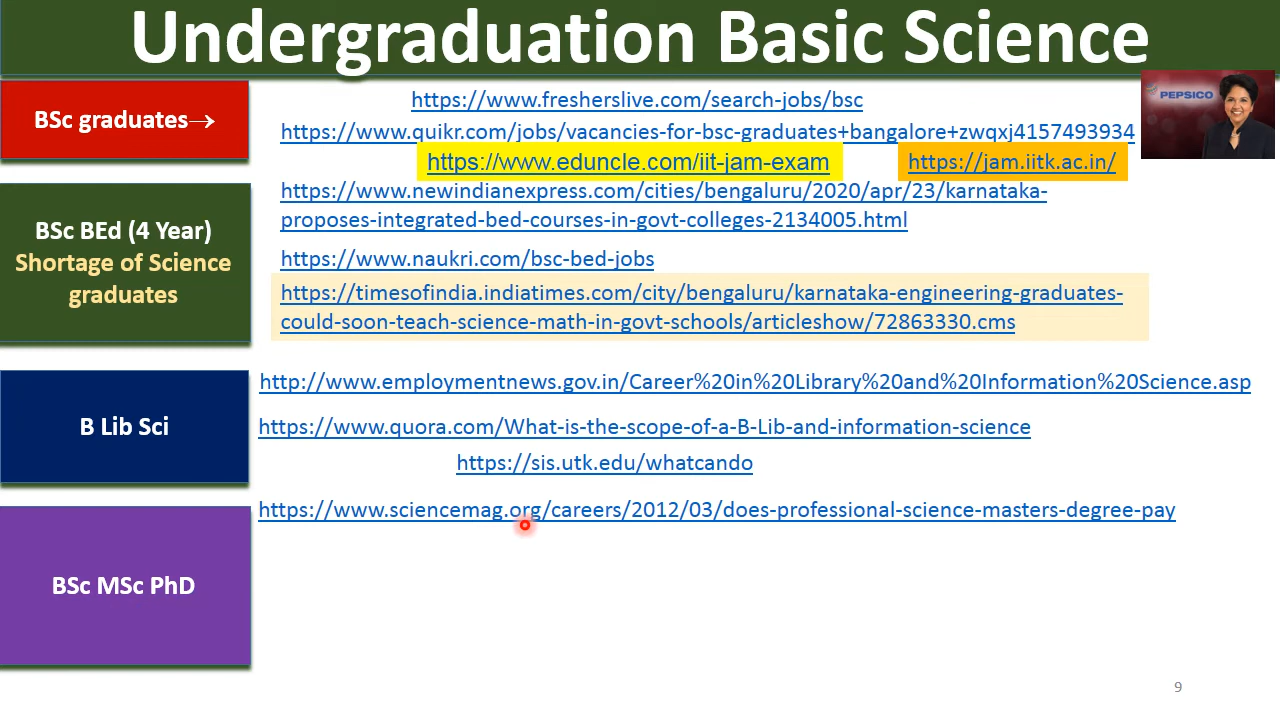 Undergraduation Basic Science
BSc graduates→
https://www.fresherslive.com/search-jobs/bsc
https://www.quikr.com/jobs/vacancies-for-bsc-graduates+bangalore+zwqxj4157493934
PEPSICO
https://www.eduncle.com/iit-jam-exam
https://jam.iitk.ac.in/
BSc BEd (4 Year)
Shortage of Science
graduates
https://www.newindianexpress.com/cities/bengaluru/2020/apr/23/karnataka-
proposes-integrated-bed-courses-in-govt-colleges-2134005.html
https://www.naukri.com/bsc-bed-jobs
https://timesofindia.indiatimes.com/city/bengaluru/karnataka-engineering-graduates-
could-soon-teach-science-math-in-govt-schools/articleshow/72863330.cms
B Lib Sci
http://www.employmentnews.gov.in/Career%20in%20Library%20and%20Information%20Science.asp
https://www.quora.com/What-is-the-scope-of-a-B-Lib-and-information-science
https://sis.utk.edu/whatcando
BSc MSc PhD
https://www.sciencemag.org/careers/2012/03/does-professional-science-masters-degree-pay
9